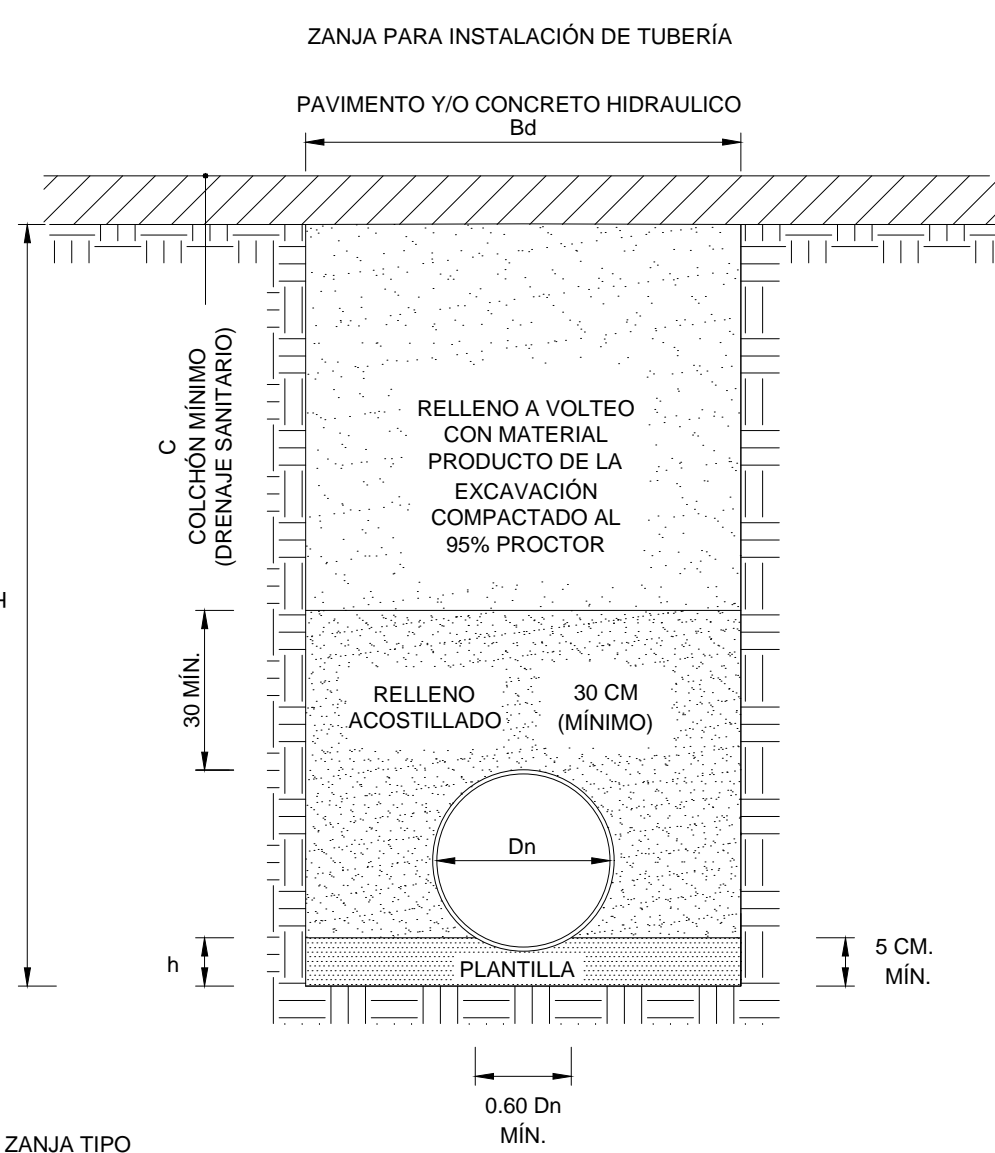 ZANJA PARA INSTALACIÓN DE TUBERÍA
PAVIMENTO Y/O CONCRETO HIDRAULICO
Bd
C
COLCHÓN MÍNIMO
(DRENAJE SANITARIO)
RELLENO A VOLTEO
CON MATERIAL
PRODUCTO DE LA
EXCAVACIÓN
COMPACTADO AL
95% PROCTOR
H
30 MÍN.
RELLENO
ACOSTILLADO
30 CM
(MÍNIMO)
Dn
h
PLANTILLA
5 CM.
MÍN.
0.60 Dn
MÍN.
ZANJA TIPO